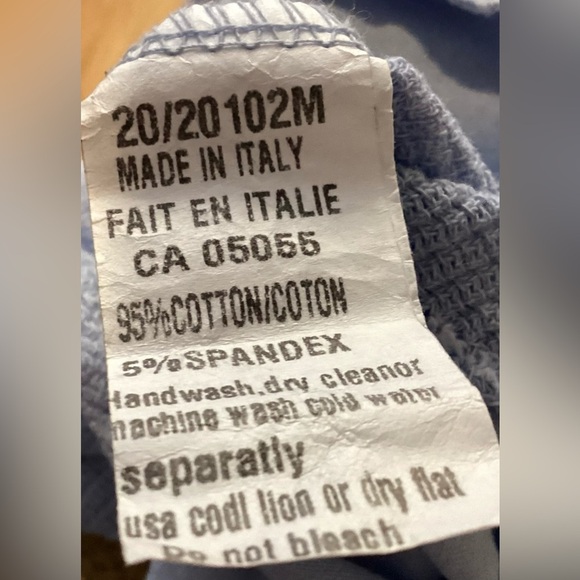 20/20102M
MADE IN ITALY
FAIT EN ITALIE
CA 05055
95%COTTON/COTON
5%SPANDEX
Handwash.dry cleanor
machine wash cold water
separatly
usa codl lion or dry flat
Do not bleach